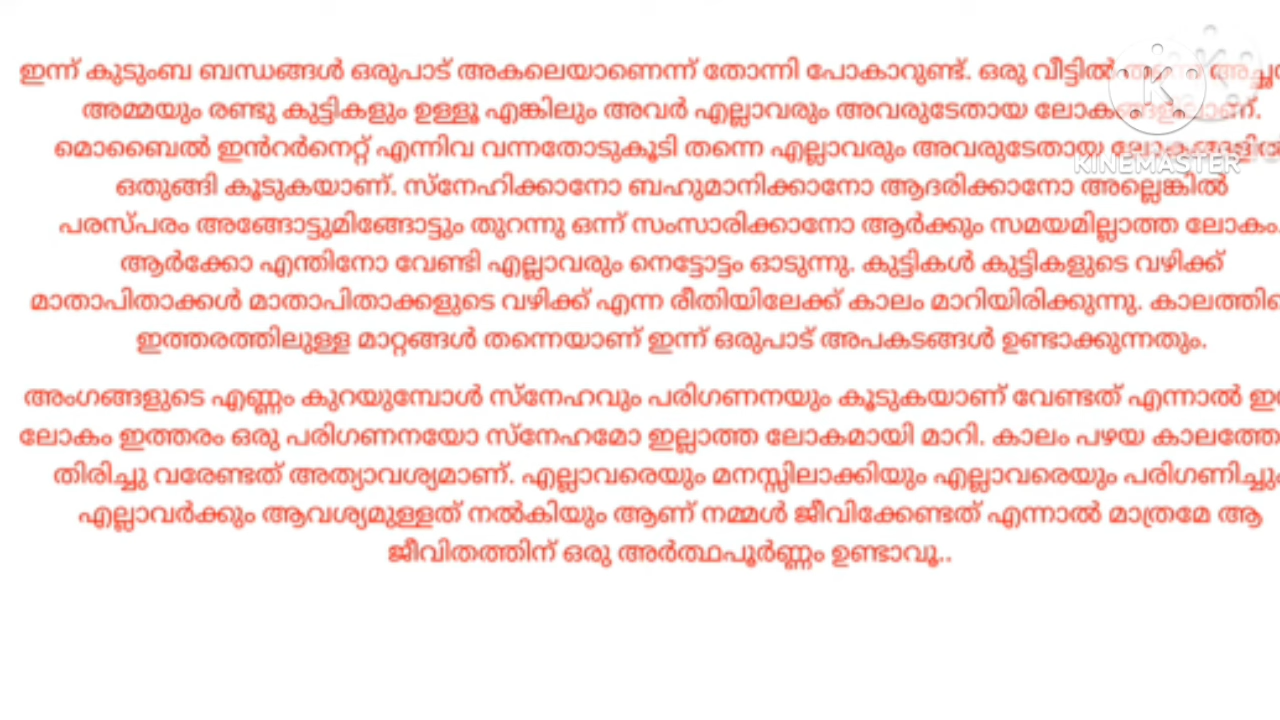 ഇന്ന് കുടുംബ ബന്ധങ്ങൾ ഒരുപാട് അകലെയാണെന്ന് തോന്നി പോകാറുണ്ട്. ഒരു വീട്ടിൽ
അമ്മയും രണ്ടു കുട്ടികളും ഉള്ളൂ എങ്കിലും അവർ എല്ലാവരും അവരുടേതായ
മൊബൈൽ ഇൻറർനെറ്റ് എന്നിവ വന്നതോടുകൂടി തന്നെ എല്ലാവരും അവരുടേതായ
ഒതുങ്ങി കൂടുകയാണ്. സ്നേഹിക്കാനോ ബഹുമാനിക്കാനോ ആദരിക്കാനോ അല്ലെങ്കിൽ
പരസ്പരം അങ്ങോട്ടുമിങ്ങോട്ടും തുറന്നു ഒന്ന് സംസാരിക്കാനോ ആർക്കും സമയമില്ലാത്ത ലോകം.
ആർക്കോ എന്തിനോ വേണ്ടി എല്ലാവരും നെട്ടോട്ടം ഓടുന്നു. കുട്ടികൾ കുട്ടികളുടെ വഴിക്ക്
മാതാപിതാക്കൾ മാതാപിതാക്കളുടെ വഴിക്ക് എന്ന രീതിയിലേക്ക് കാലം മാറിയിരിക്കുന്നു.
ഇത്തരത്തിലുള്ള മാറ്റങ്ങൾ തന്നെയാണ് ഇന്ന് ഒരുപാട് അപകടങ്ങൾ ഉണ്ടാക്കുന്നതും.
അംഗങ്ങളുടെ എണ്ണം കുറയുമ്പോൾ സ്നേഹവും പരിഗണനയും കൂടുകയാണ് വേണ്ടത് എന്നാൽ
ലോകം ഇത്തരം ഒരു പരിഗണനയോ സ്നേഹമോ ഇല്ലാത്ത ലോകമായി മാറി. കാലം പഴയ
തിരിച്ചു വരേണ്ടത് അത്യാവശ്യമാണ്. എല്ലാവരെയും മനസ്സിലാക്കിയും എല്ലാവരെയും പരിഗണിച്ചും
എല്ലാവർക്കും ആവശ്യമുള്ളത് നൽകിയും ആണ് നമ്മൾ ജീവിക്കേണ്ടത് എന്നാൽ മാത്രമേ ആ
ജീവിതത്തിന് ഒരു അർത്ഥപൂർണ്ണം ഉണ്ടാവൂ..
KINEMASTER